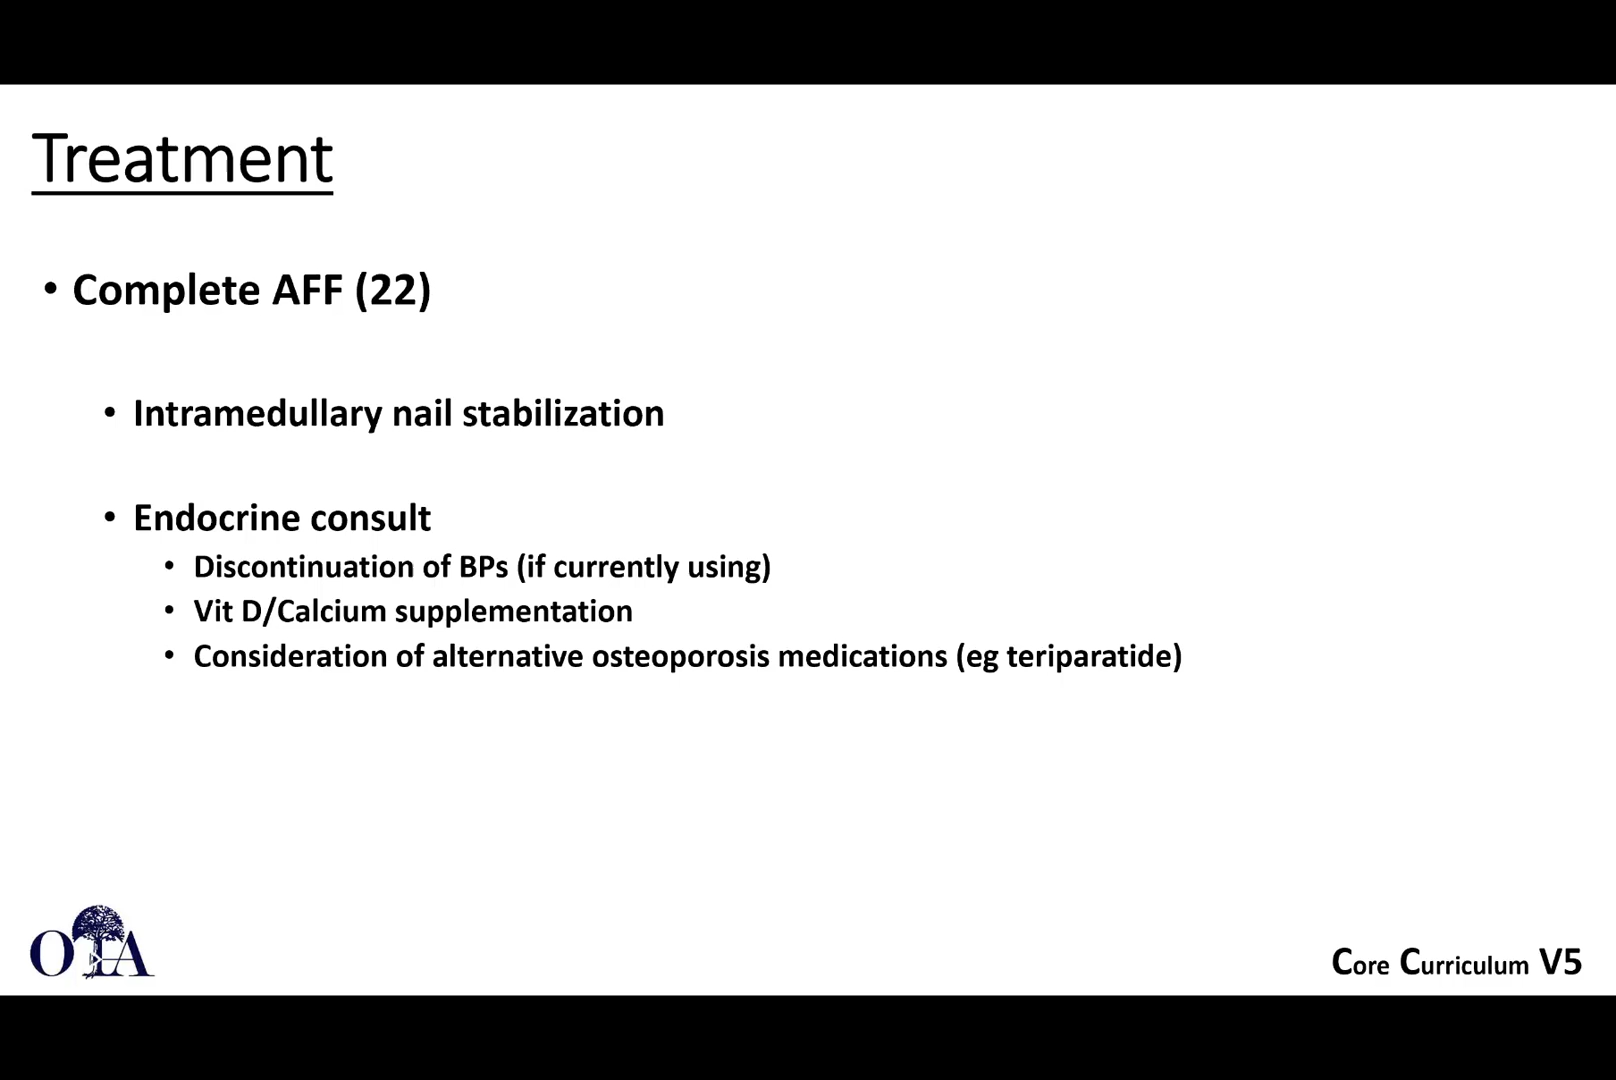 Treatment
• Complete AFF (22)
• Intramedullary nail stabilization
• Endocrine consult
• Discontinuation of BPs (if currently using)
• Vit D/Calcium supplementation
• Consideration of alternative osteoporosis medications (eg teriparatide)
OTA
Core Curriculum V5